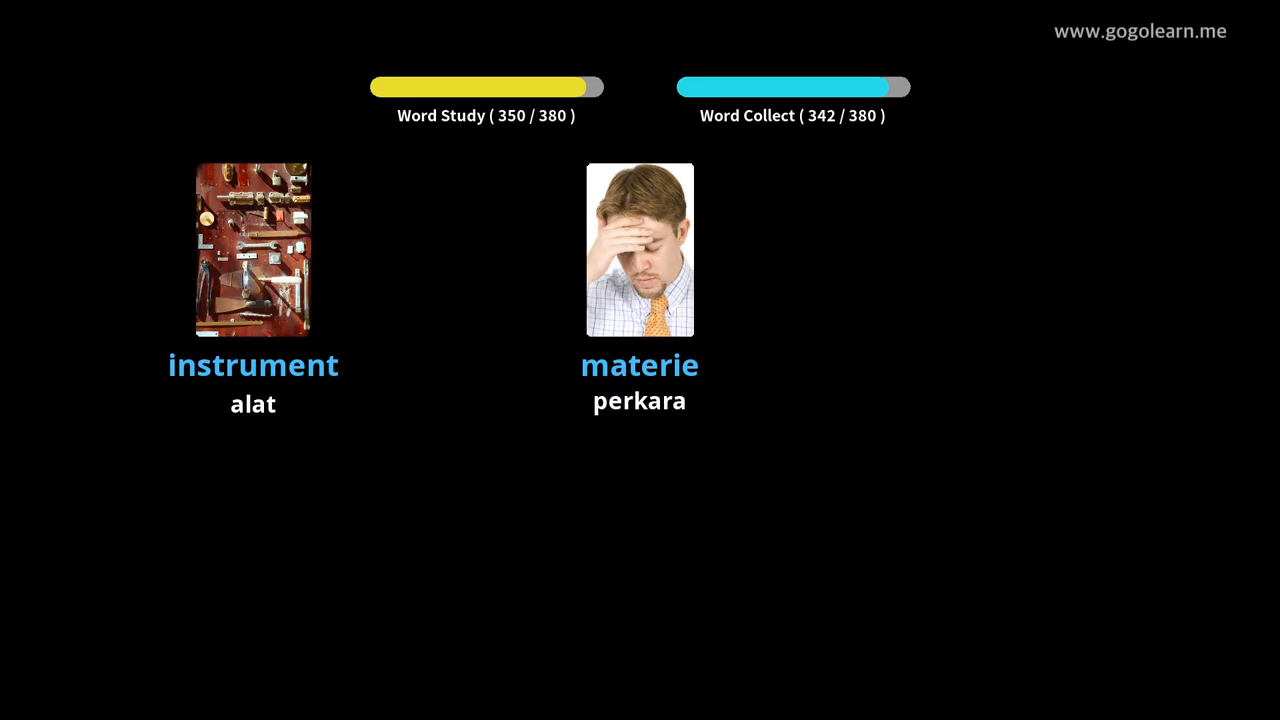 www.gogolearn.me
Word Study ( 350 / 380 )
Word Collect ( 342 / 380 )
instrument
alat
materie
perkara